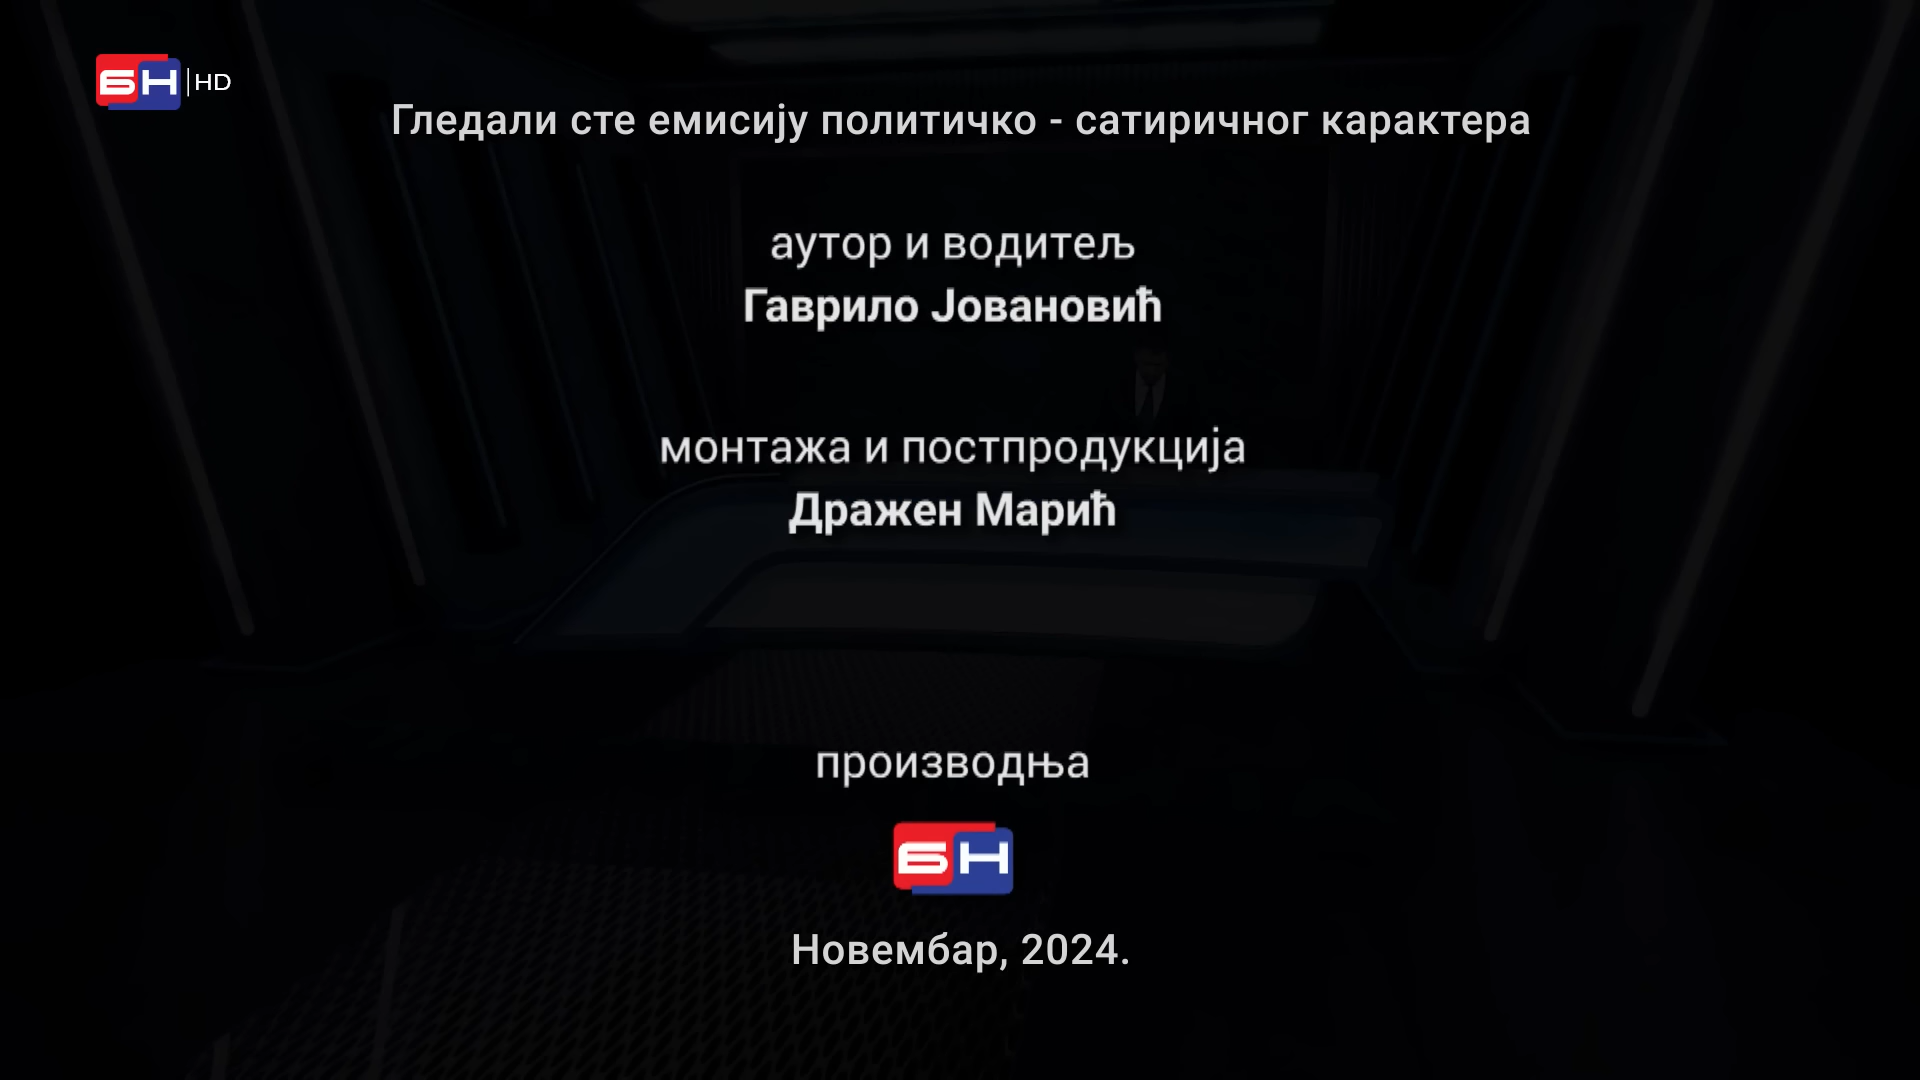 БН|HD
Гледали сте емисију политичко - сатиричног карактера
аутор и водитељ
Гаврило Јовановић
монтажа и постпродукција
Дражен Марић
производња
БН
Новембар, 2024.